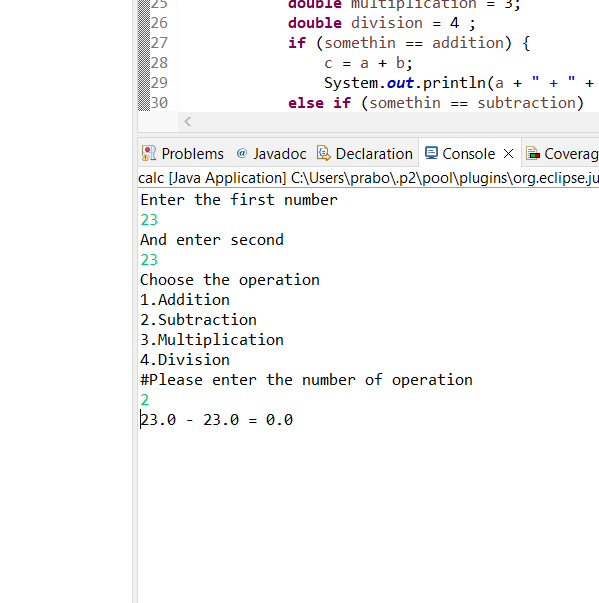 25 double multiplication = 3;
26 double division = 4 ;
27 if (somethin == addition) {
28 c = a + b;
29 System.out.println(a + " + " +
30 else if (somethin == subtraction)
Problems @ Javadoc Declaration Console Coverag
calc [Java Application] C:\Users\prabo\.p2\pool\plugins\org.eclipse.ju
Enter the first number
23
And enter second
23
Choose the operation
1.Addition
2.Subtraction
3.Multiplication
4.Division
#Please enter the number of operation
2
23.0 - 23.0 = 0.0